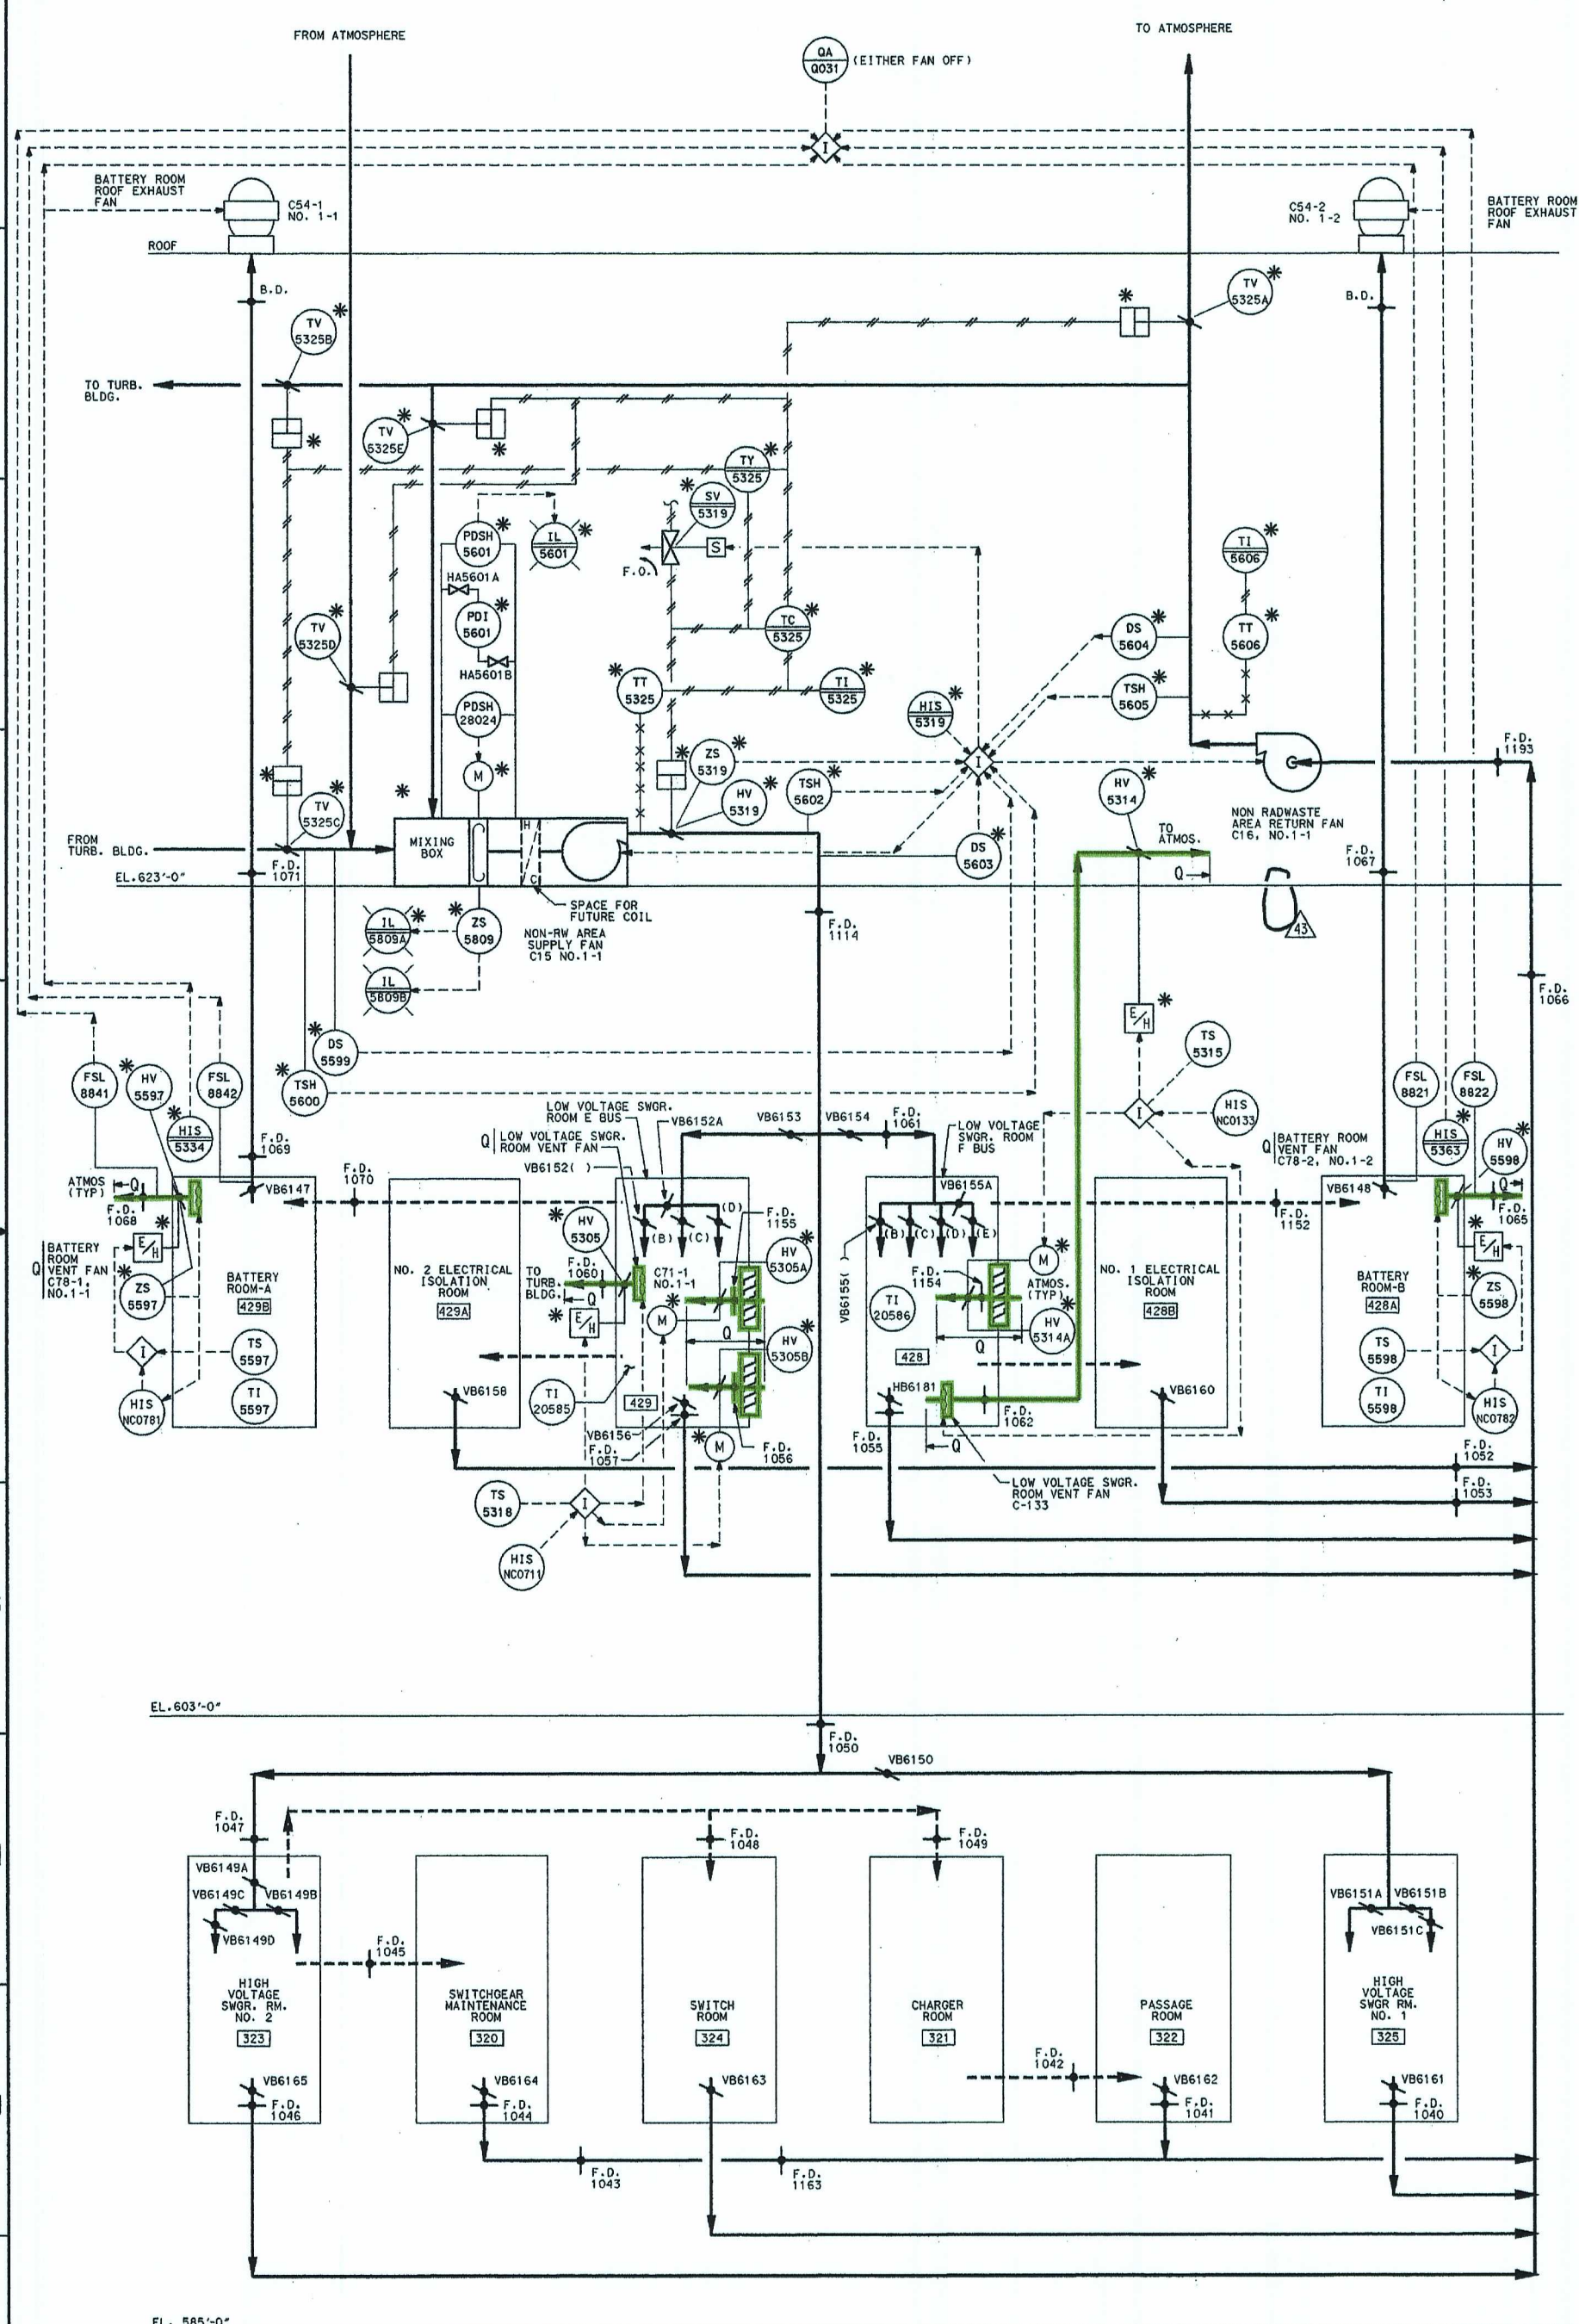 FROM ATMOSPHERE
TO ATMOSPHERE
QA
Q031
(EITHER FAN OFF)
I
BATTERY ROOM
ROOF EXHAUST
FAN
C54-1
NO. 1-1
C54-2
NO. 1-2
BATTERY ROOM
ROOF EXHAUST
FAN
ROOF
B.D.
B.D.
TV
5325A
TV
5325B
TO TURB.
BLDG.
TV
5325E
TY
5325
SV
5319
S
F.O.
PDSH
5601
IL
5601
HA5601A
PDI
5601
HA5601B
PDSH
28024
M
TV
5325D
TC
5325
TT
5325
TI
5325
TI
5606
DS
5604
TT
5606
TSH
5605
HIS
5319
I
ZS
5319
HV
5319
TSH
5602
DS
5603
HV
5314
TO
ATMOS.
Q
NON RADWASTE
AREA RETURN FAN
C16, NO.1-1
F.D.
1193
F.D.
1067
TV
5325C
FROM
TURB. BLDG.
MIXING
BOX
H
C
F.D.
1071
EL.623'-0"
SPACE FOR
FUTURE COIL
NON-RW AREA
SUPPLY FAN
C15 NO.1-1
IL
5809A
ZS
5809
IL
5809B
F.D.
1114
43
F.D.
1066
E/H
TS
5315
I
HIS
NC0133
DS
5599
TSH
5600
FSL
8841
HV
5597
FSL
8842
HIS
5334
F.D.
1069
F.D.
1070
VB6147
ATMOS
(TYP)
Q
F.D.
1068
E/H
Q
BATTERY
ROOM
VENT FAN
C78-1,
NO.1-1
ZS
5597
I
HIS
NC0781
BATTERY
ROOM-A
429B
TS
5597
TI
5597
NO. 2 ELECTRICAL
ISOLATION
ROOM
429A
VB6158
LOW VOLTAGE SWGR.
ROOM E BUS
Q
LOW VOLTAGE SWGR.
ROOM VENT FAN
VB6152( )
VB6152A
VB6153
VB6154
F.D.
1061
LOW VOLTAGE
SWGR. ROOM
F BUS
(B)
(C)
(D)
F.D.
1155
HV
5305
F.D.
1060
TO
TURB.
BLDG.
Q
E/H
C71-1
NO.1-1
M
HV
5305A
Q
HV
5305B
TI
20585
429
VB6156
F.D.
1057
M
F.D.
1056
TS
5318
I
HIS
NC0711
VB6155A
VB6155( )
(B)
(C)
(D)
(E)
M
F.D.
1154
ATMOS.
(TYP)
TI
20586
HV
5314A
Q
428
HB6181
F.D.
1062
F.D.
1055
Q
LOW VOLTAGE SWGR.
ROOM VENT FAN
C-133
NO. 1 ELECTRICAL
ISOLATION
ROOM
428B
VB6160
Q
BATTERY ROOM
VENT FAN
C78-2, NO.1-2
F.D.
1152
VB6148
FSL
8821
FSL
8822
HIS
5363
HV
5598
Q
F.D.
1065
E/H
ZS
5598
I
HIS
NC0782
BATTERY
ROOM-B
428A
TS
5598
TI
5598
F.D.
1052
F.D.
1053
EL.603'-0"
F.D.
1050
VB6150
F.D.
1047
F.D.
1048
F.D.
1049
VB6149A
VB6149C
VB6149B
VB6149D
F.D.
1045
HIGH
VOLTAGE
SWGR. RM.
NO. 2
323
SWITCHGEAR
MAINTENANCE
ROOM
320
SWITCH
ROOM
324
CHARGER
ROOM
321
PASSAGE
ROOM
322
VB6151A
VB6151B
VB6151C
HIGH
VOLTAGE
SWGR RM.
NO. 1
325
F.D.
1042
VB6165
F.D.
1046
VB6164
F.D.
1044
VB6163
VB6162
F.D.
1041
VB6161
F.D.
1040
F.D.
1043
F.D.
1163
EL. 585'-0"